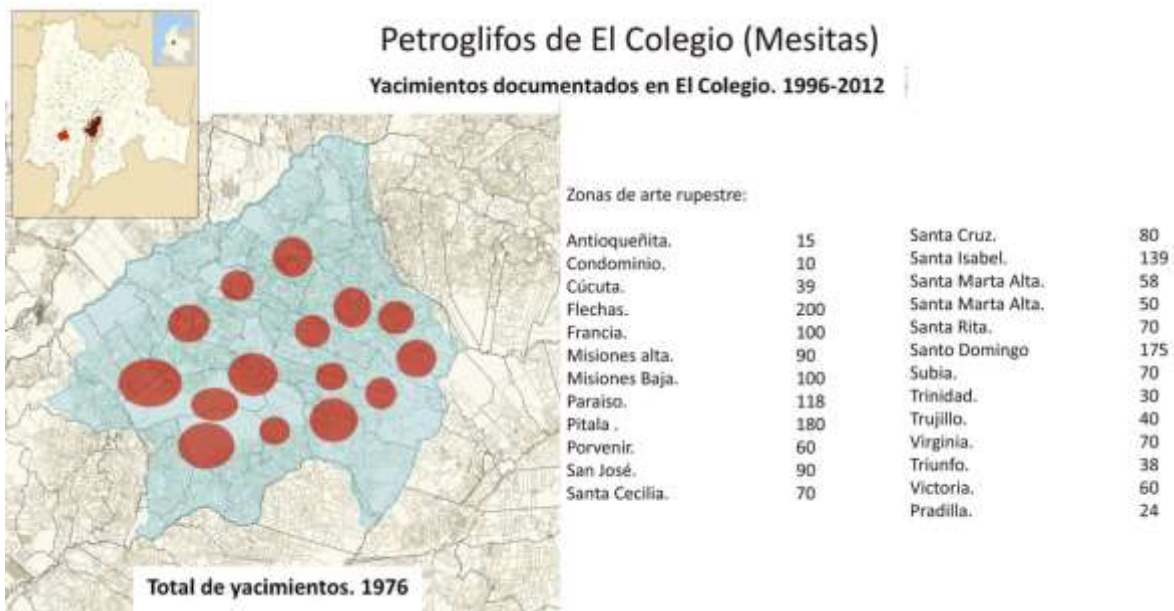 Petroglifos de El Colegio (Mesitas)
Yacimientos documentados en El Colegio. 1996-2012
Zonas de arte rupestre:
Antioqueñita. 15
Condominio. 10
Cúcuta. 39
Flechas. 200
Francia. 100
Misiones alta. 90
Misiones Baja. 100
Paraiso. 118
Pitala . 180
Porvenir. 60
San José. 90
Santa Cecilia. 70
Santa Cruz. 80
Santa Isabel. 139
Santa Marta Alta. 58
Santa Marta Alta. 50
Santa Rita. 70
Santo Domingo 175
Subia. 70
Trinidad. 30
Trujillo. 40
Virginia. 70
Triunfo. 38
Victoria. 60
Pradilla. 24
Total de yacimientos. 1976